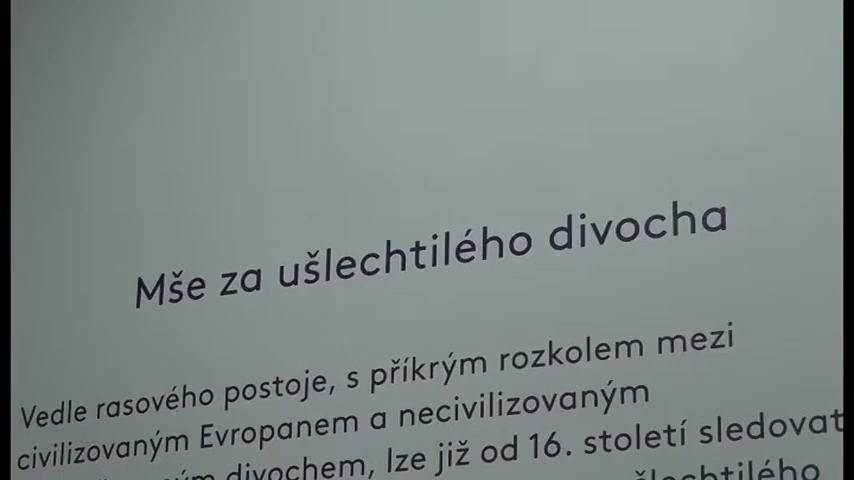 Mše za ušlechtilého divocha
Vedle rasového postoje, s příkrým rozkolem mezi
civilizovaným Evropanem a necivilizovaným
divochem, lze již od 16. století sledovat